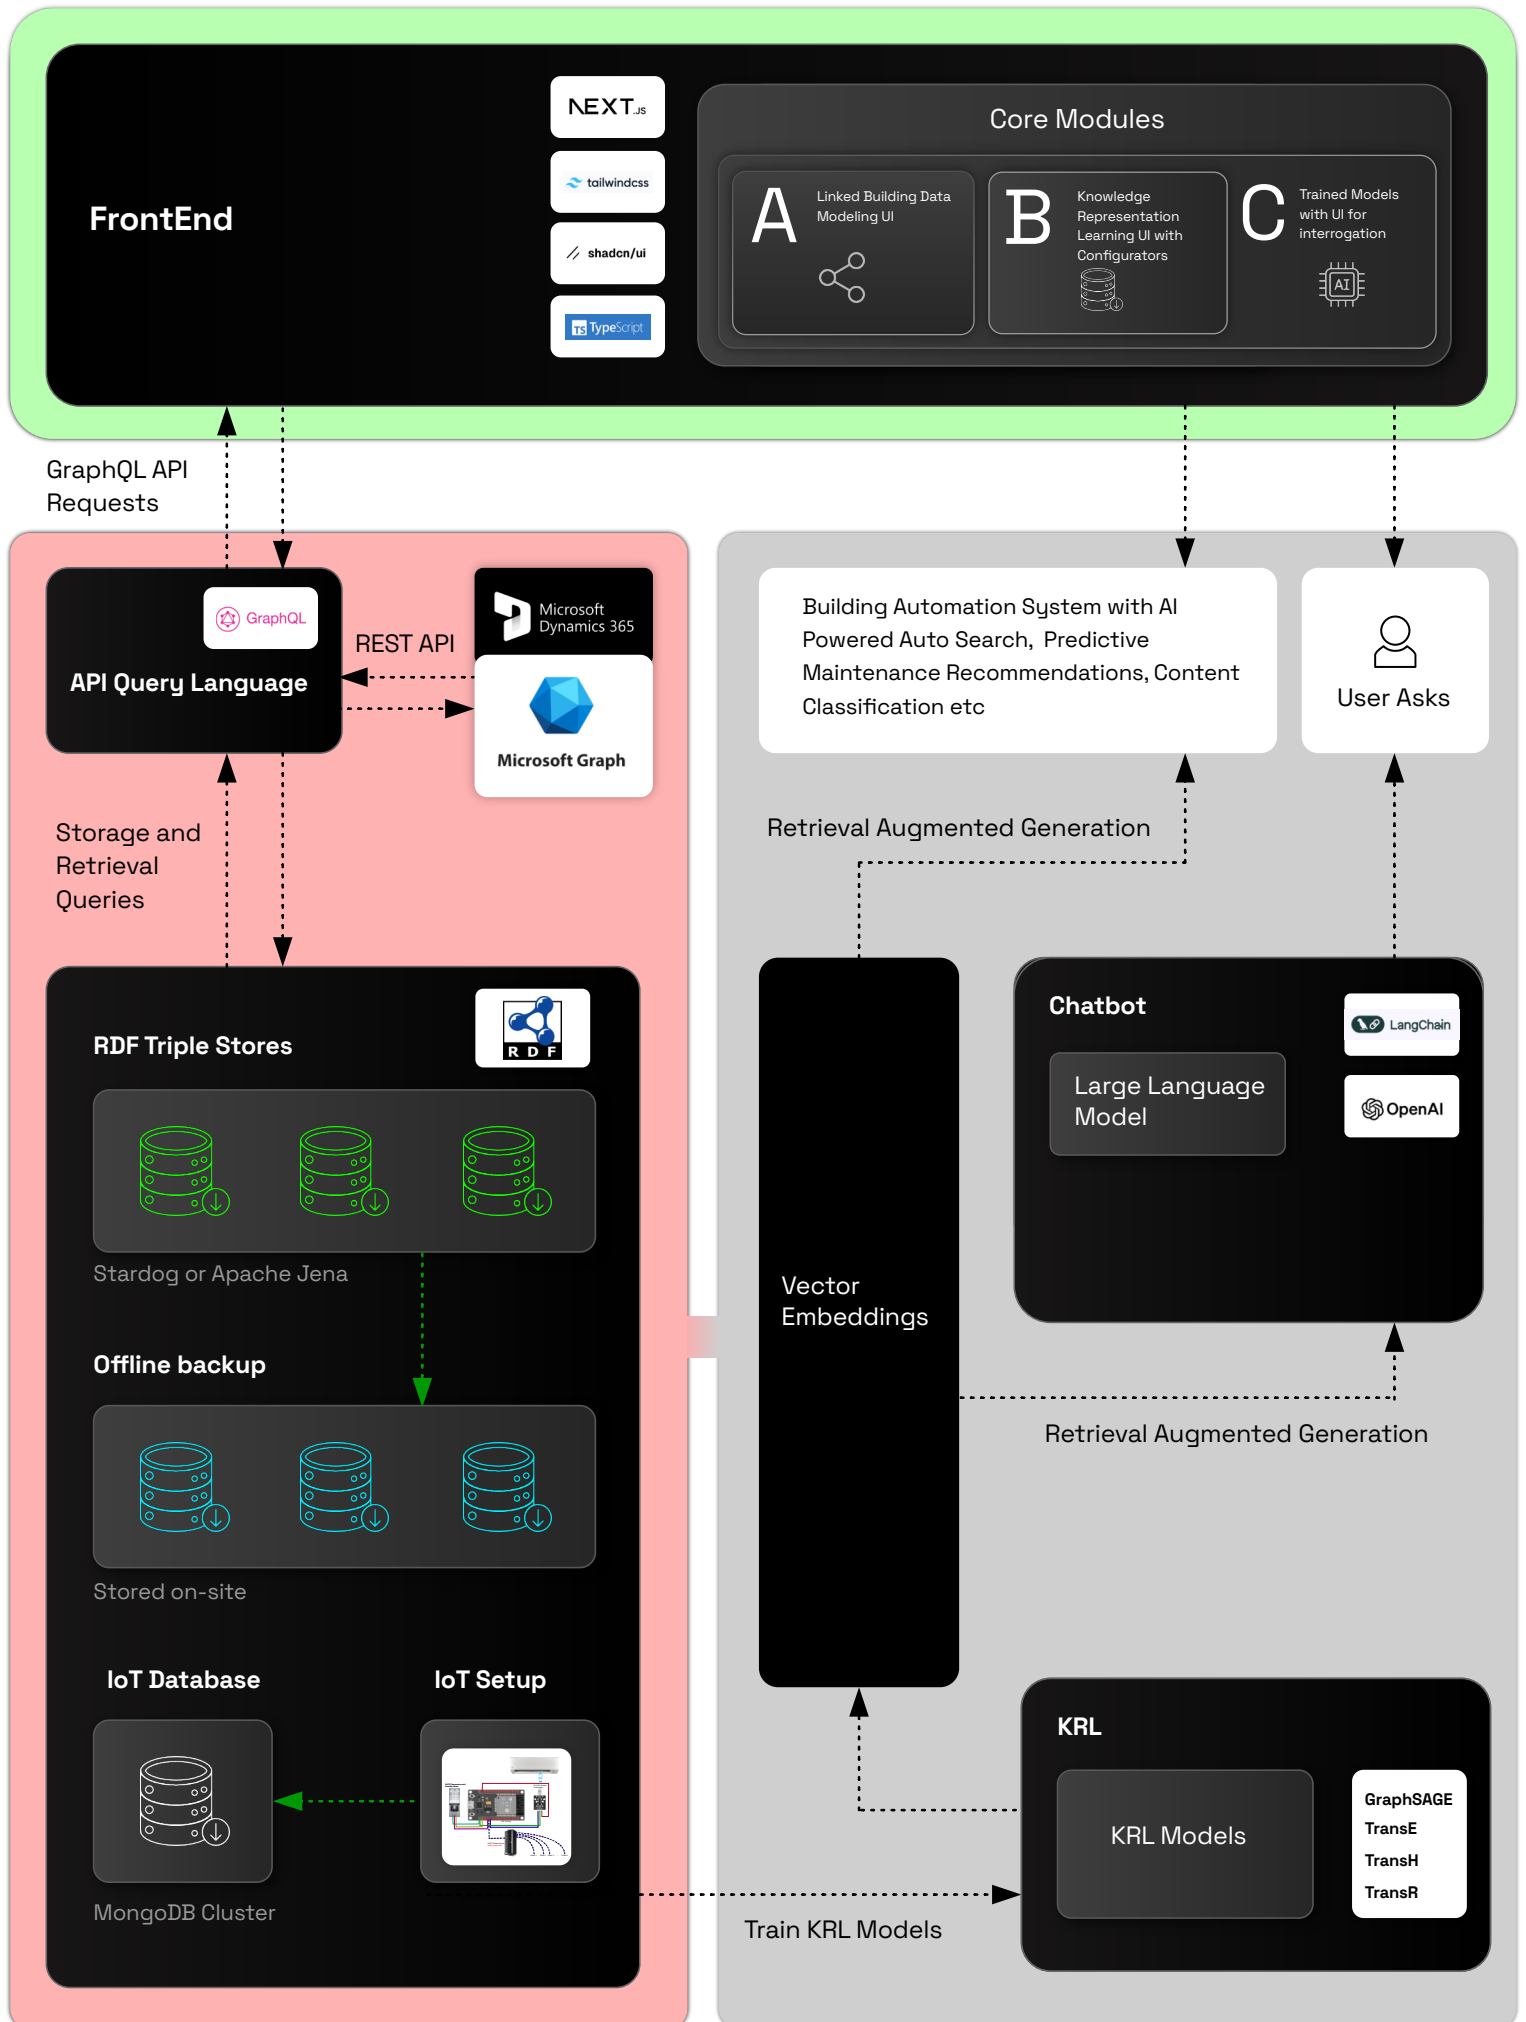 FrontEnd
NEXT.JS
tailwindcss
shadcn/ui
TS TypeScript
Core Modules
A
Linked Building Data
Modeling UI
B
Knowledge
Representation
Learning UI with
Configurators
C
Trained Models
with UI for
interrogation
AI
GraphQL API
Requests
GraphQL
API Query Language
REST API
Microsoft
Dynamics 365
Microsoft Graph
Building Automation System with AI
Powered Auto Search, Predictive
Maintenance Recommendations, Content
Classification etc
User Asks
Storage and
Retrieval
Queries
Retrieval Augmented Generation
RDF Triple Stores
RDF
Stardog or Apache Jena
Offline backup
Stored on-site
IoT Database
IoT Setup
MongoDB Cluster
Vector
Embeddings
Chatbot
Large Language
Model
LangChain
OpenAI
Retrieval Augmented Generation
KRL
KRL Models
GraphSAGE
TransE
TransH
TransR
Train KRL Models